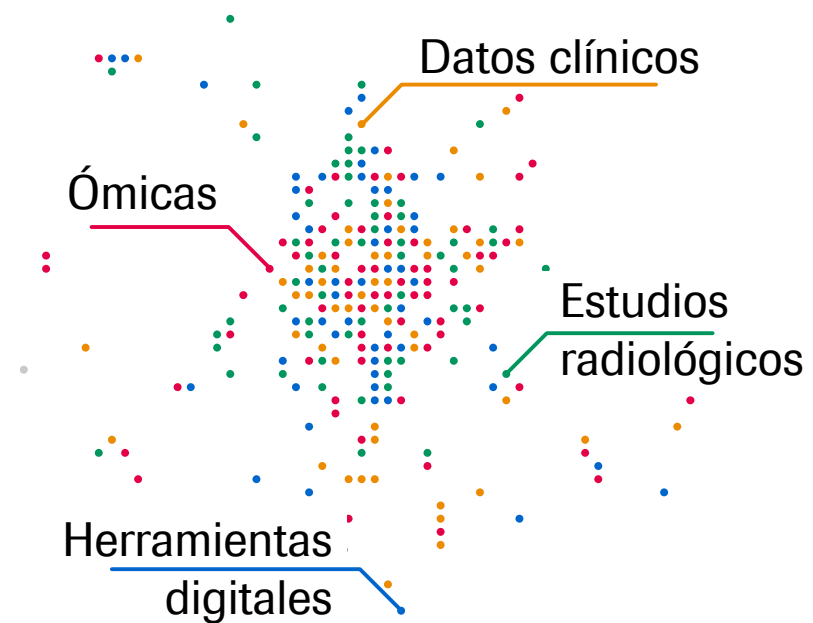 Datos clínicos
Ómicas
Estudios
radiológicos
Herramientas
digitales